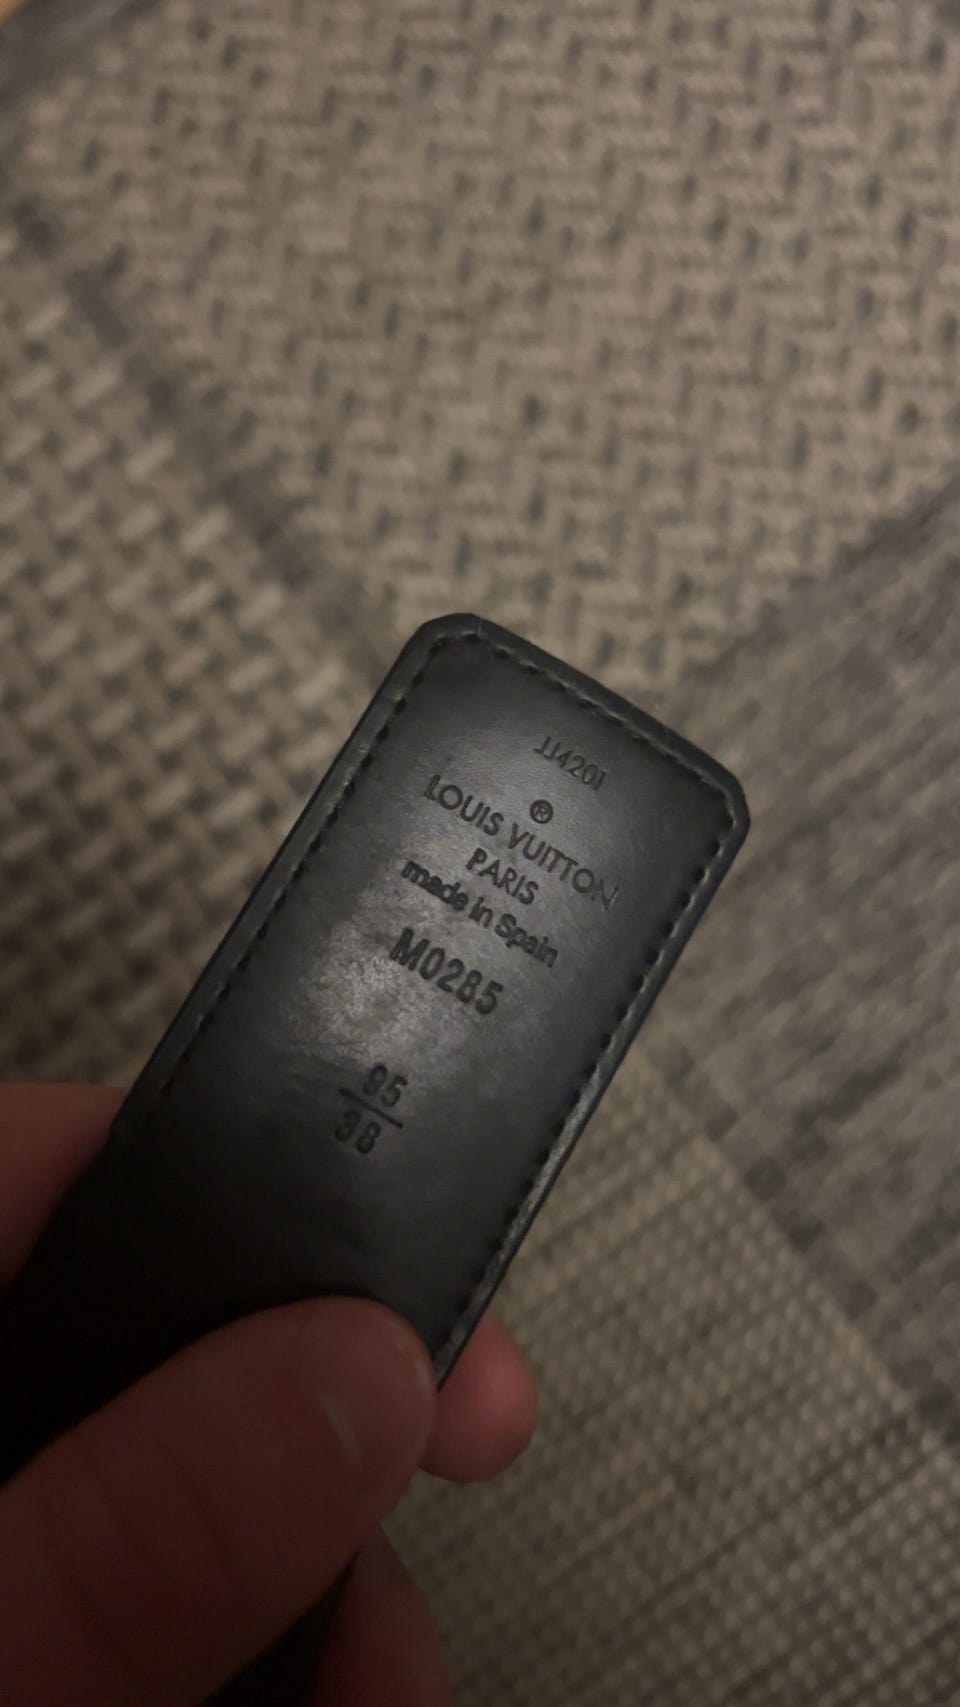 JJ4201
®
LOUIS VUITTON
PARIS
made in Spain
M0285
95
38